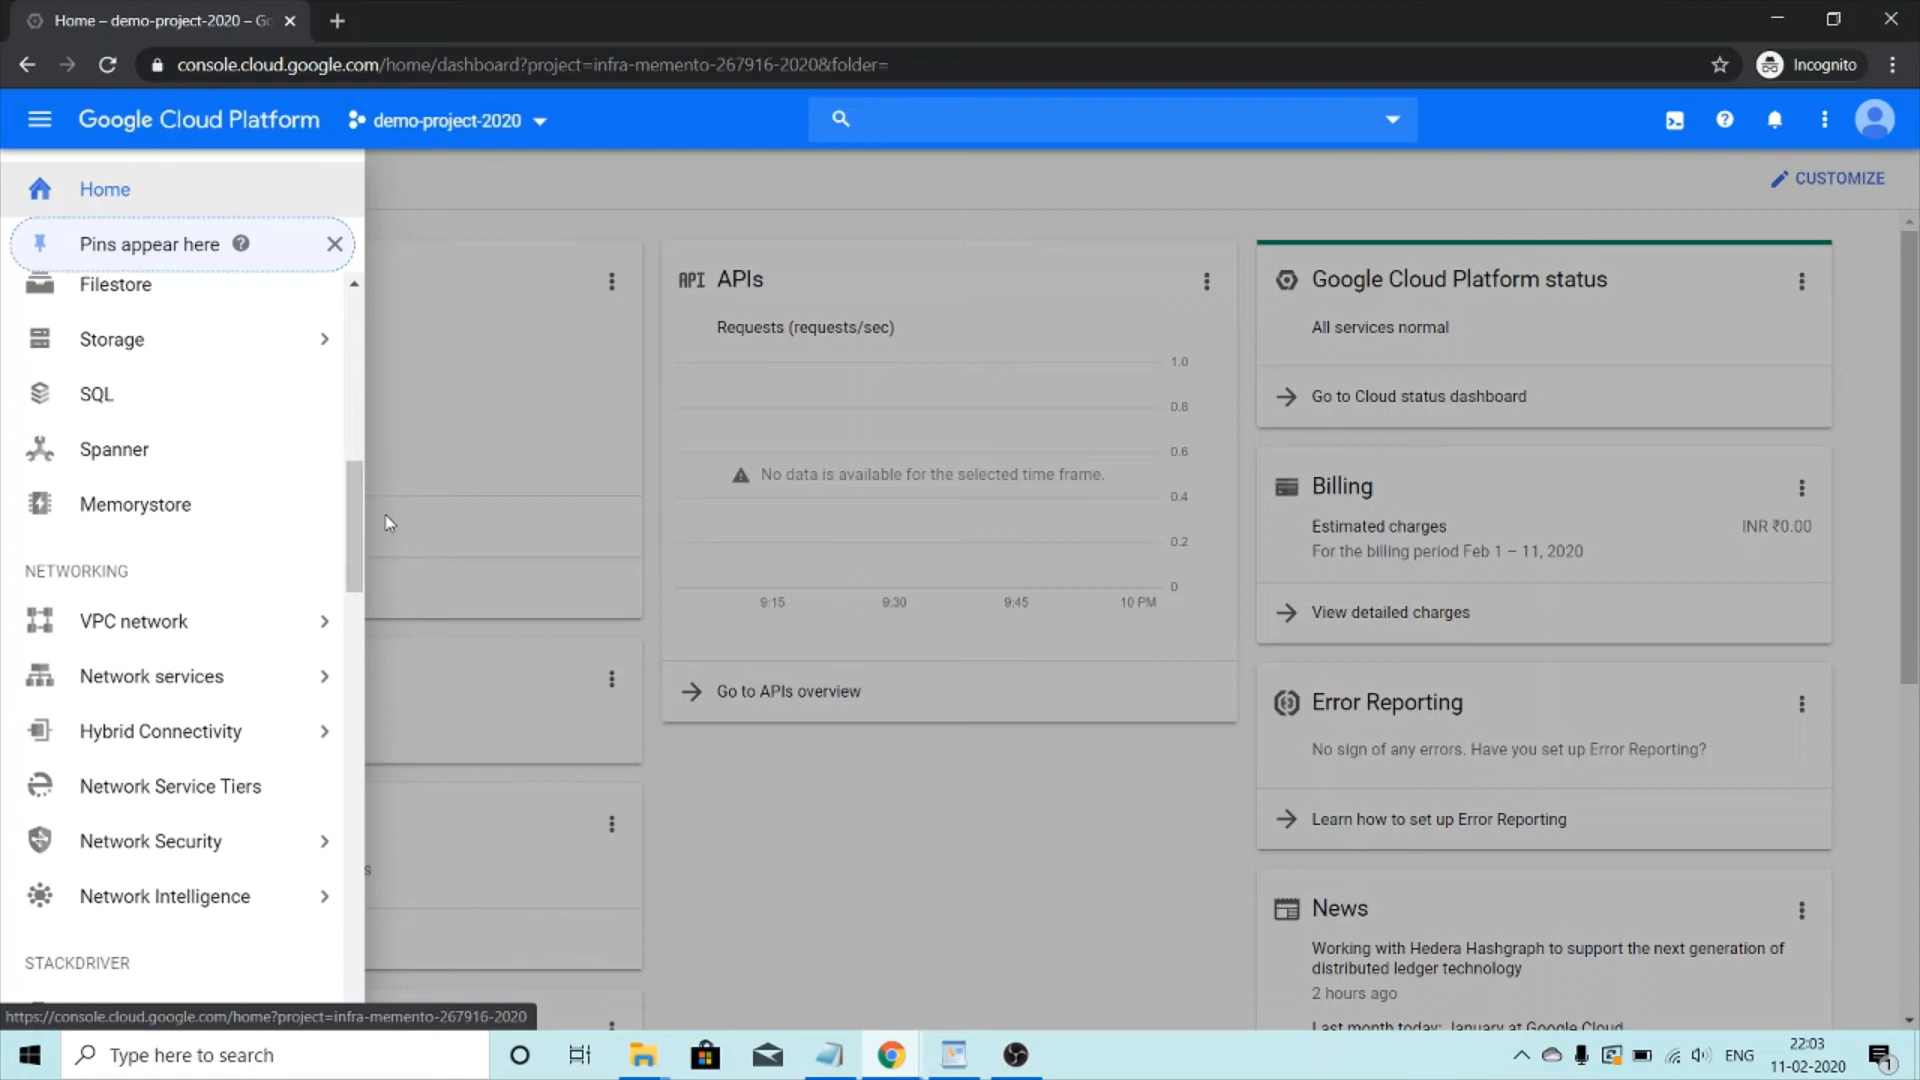 Home – demo-project-2020 – Go
console.cloud.google.com/home/dashboard?project=infra-memento-267916-2020&folder=
Incognito
Google Cloud Platform
demo-project-2020
CUSTOMIZE
Home
Pins appear here
Filestore
Storage
SQL
Spanner
Memorystore
NETWORKING
VPC network
Network services
Hybrid Connectivity
Network Service Tiers
Network Security
Network Intelligence
STACKDRIVER
s
API APIs
Requests (requests/sec)
1.0
0.8
0.6
No data is available for the selected time frame.
0.4
0.2
0
9:15
9:30
9:45
10 PM
Go to APIs overview
Google Cloud Platform status
All services normal
Go to Cloud status dashboard
Billing
Estimated charges
INR ₹0.00
For the billing period Feb 1 – 11, 2020
View detailed charges
Error Reporting
No sign of any errors. Have you set up Error Reporting?
Learn how to set up Error Reporting
News
Working with Hedera Hashgraph to support the next generation of
distributed ledger technology
2 hours ago
Last month today: January at Google Cloud
https://console.cloud.google.com/home?project=infra-memento-267916-2020
Type here to search
ENG
22:03
11-02-2020
1